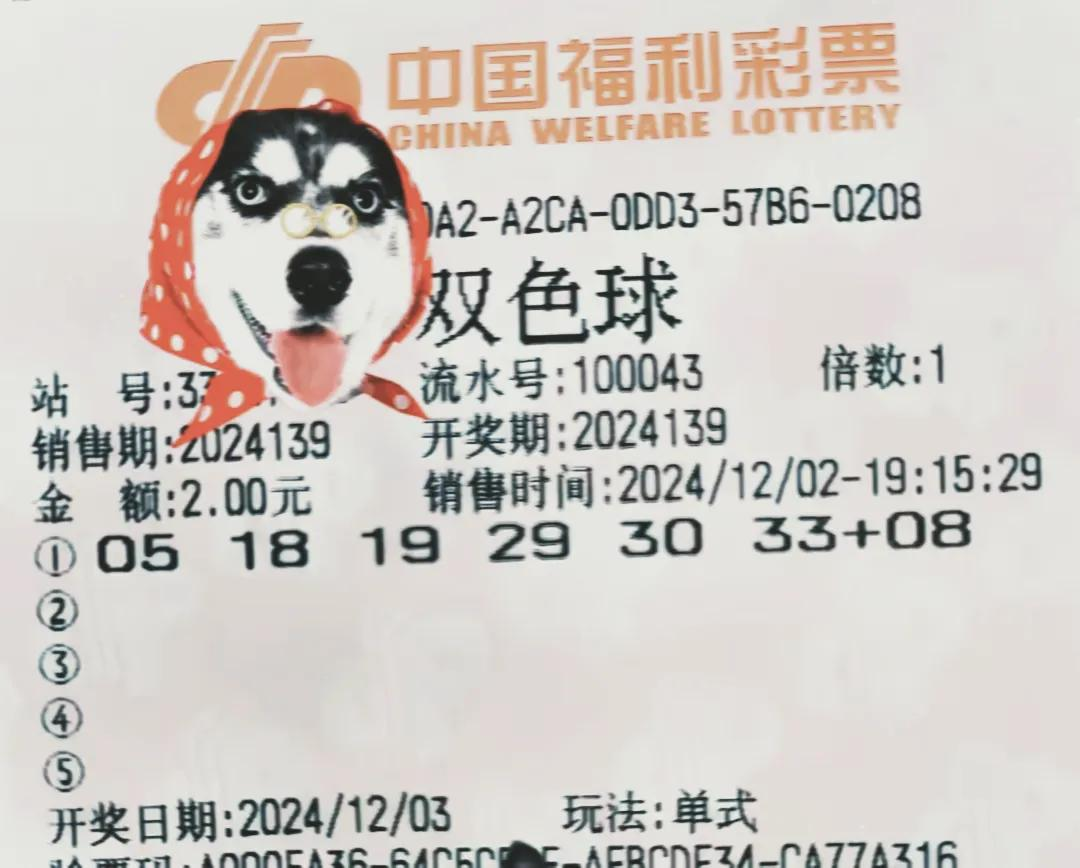 中国福利彩票
CHINA WELFARE LOTTERY
A2-A2CA-0DD3-57B6-0208
双色球
站 号:33 流水号:100043 倍数:1
销售期:2024139 开奖期:2024139
金 额:2.00元 销售时间:2024/12/02-19:15:29
① 05 18 19 29 30 33+08
②
③
④
⑤
开奖日期:2024/12/03 玩法:单式